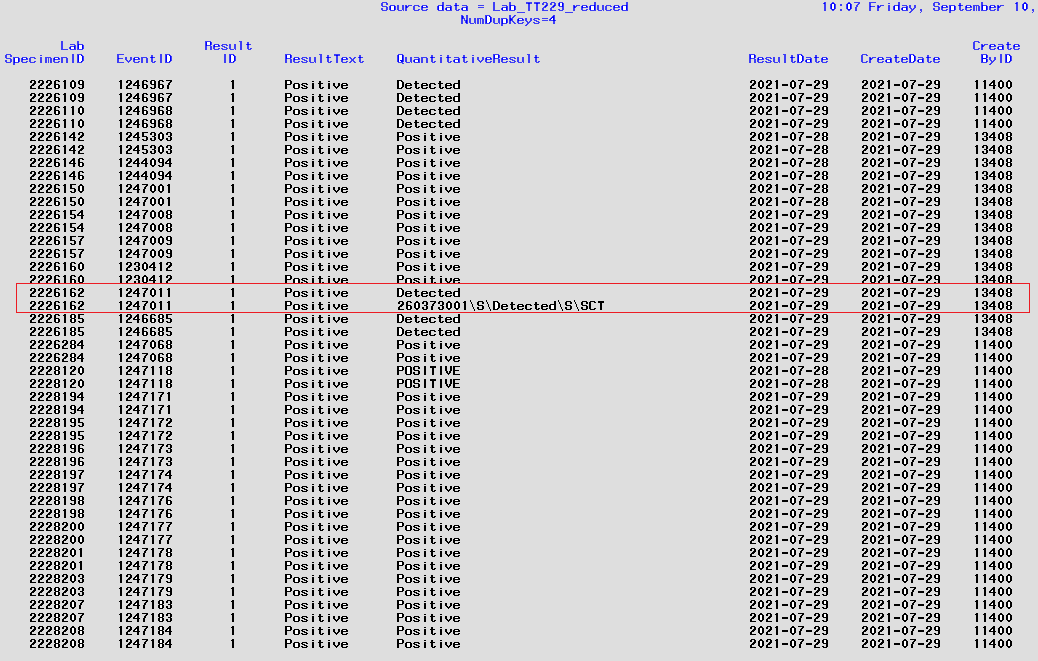 Source data = Lab_TT229_reduced 10:07 Friday, September 10,
NumDupKeys=4
Lab Result Create
SpecimenID EventID ID ResultText QuantitativeResult ResultDate CreateDate ByID
2226109 1246967 1 Positive Detected 2021-07-29 2021-07-29 11400
2226109 1246967 1 Positive Detected 2021-07-29 2021-07-29 11400
2226110 1246968 1 Positive Detected 2021-07-29 2021-07-29 11400
2226110 1246968 1 Positive Detected 2021-07-29 2021-07-29 11400
2226142 1245303 1 Positive Positive 2021-07-28 2021-07-29 13408
2226142 1245303 1 Positive Positive 2021-07-28 2021-07-29 13408
2226146 1244094 1 Positive Positive 2021-07-28 2021-07-29 13408
2226146 1244094 1 Positive Positive 2021-07-28 2021-07-29 13408
2226150 1247001 1 Positive Positive 2021-07-28 2021-07-29 13408
2226150 1247001 1 Positive Positive 2021-07-28 2021-07-29 13408
2226154 1247008 1 Positive Positive 2021-07-29 2021-07-29 13408
2226154 1247008 1 Positive Positive 2021-07-29 2021-07-29 13408
2226157 1247009 1 Positive Positive 2021-07-29 2021-07-29 13408
2226157 1247009 1 Positive Positive 2021-07-29 2021-07-29 13408
2226160 1230412 1 Positive Positive 2021-07-28 2021-07-29 13408
2226160 1230412 1 Positive Positive 2021-07-28 2021-07-29 13408
2226162 1247011 1 Positive Detected 2021-07-29 2021-07-29 13408
2226162 1247011 1 Positive 260373001\S\Detected\S\SCT 2021-07-29 2021-07-29 13408
2226185 1246685 1 Positive Detected 2021-07-29 2021-07-29 13408
2226185 1246685 1 Positive Detected 2021-07-29 2021-07-29 13408
2226284 1247068 1 Positive Positive 2021-07-29 2021-07-29 11400
2226284 1247068 1 Positive Positive 2021-07-29 2021-07-29 11400
2228120 1247118 1 Positive POSITIVE 2021-07-28 2021-07-29 11400
2228120 1247118 1 Positive POSITIVE 2021-07-28 2021-07-29 11400
2228194 1247171 1 Positive Positive 2021-07-29 2021-07-29 11400
2228194 1247171 1 Positive Positive 2021-07-29 2021-07-29 11400
2228195 1247172 1 Positive Positive 2021-07-29 2021-07-29 11400
2228195 1247172 1 Positive Positive 2021-07-29 2021-07-29 11400
2228196 1247173 1 Positive Positive 2021-07-29 2021-07-29 11400
2228196 1247173 1 Positive Positive 2021-07-29 2021-07-29 11400
2228197 1247174 1 Positive Positive 2021-07-29 2021-07-29 11400
2228197 1247174 1 Positive Positive 2021-07-29 2021-07-29 11400
2228198 1247176 1 Positive Positive 2021-07-29 2021-07-29 11400
2228198 1247176 1 Positive Positive 2021-07-29 2021-07-29 11400
2228200 1247177 1 Positive Positive 2021-07-29 2021-07-29 11400
2228200 1247177 1 Positive Positive 2021-07-29 2021-07-29 11400
2228201 1247178 1 Positive Positive 2021-07-29 2021-07-29 11400
2228201 1247178 1 Positive Positive 2021-07-29 2021-07-29 11400
2228203 1247179 1 Positive Positive 2021-07-29 2021-07-29 11400
2228203 1247179 1 Positive Positive 2021-07-29 2021-07-29 11400
2228207 1247183 1 Positive Positive 2021-07-29 2021-07-29 11400
2228207 1247183 1 Positive Positive 2021-07-29 2021-07-29 11400
2228208 1247184 1 Positive Positive 2021-07-29 2021-07-29 11400
2228208 1247184 1 Positive Positive 2021-07-29 2021-07-29 11400